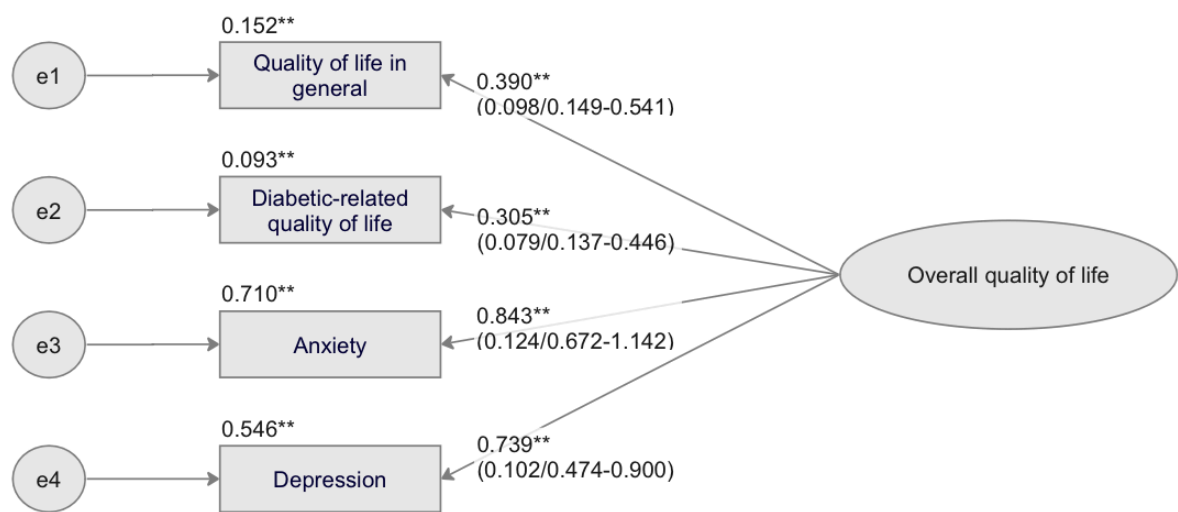 0.152**
e1
Quality of life in
general
0.390**
(0.098/0.149-0.541)
0.093**
e2
Diabetic-related
quality of life
0.305**
(0.079/0.137-0.446)
Overall quality of life
0.710**
e3
Anxiety
0.843**
(0.124/0.672-1.142)
0.546**
e4
Depression
0.739**
(0.102/0.474-0.900)